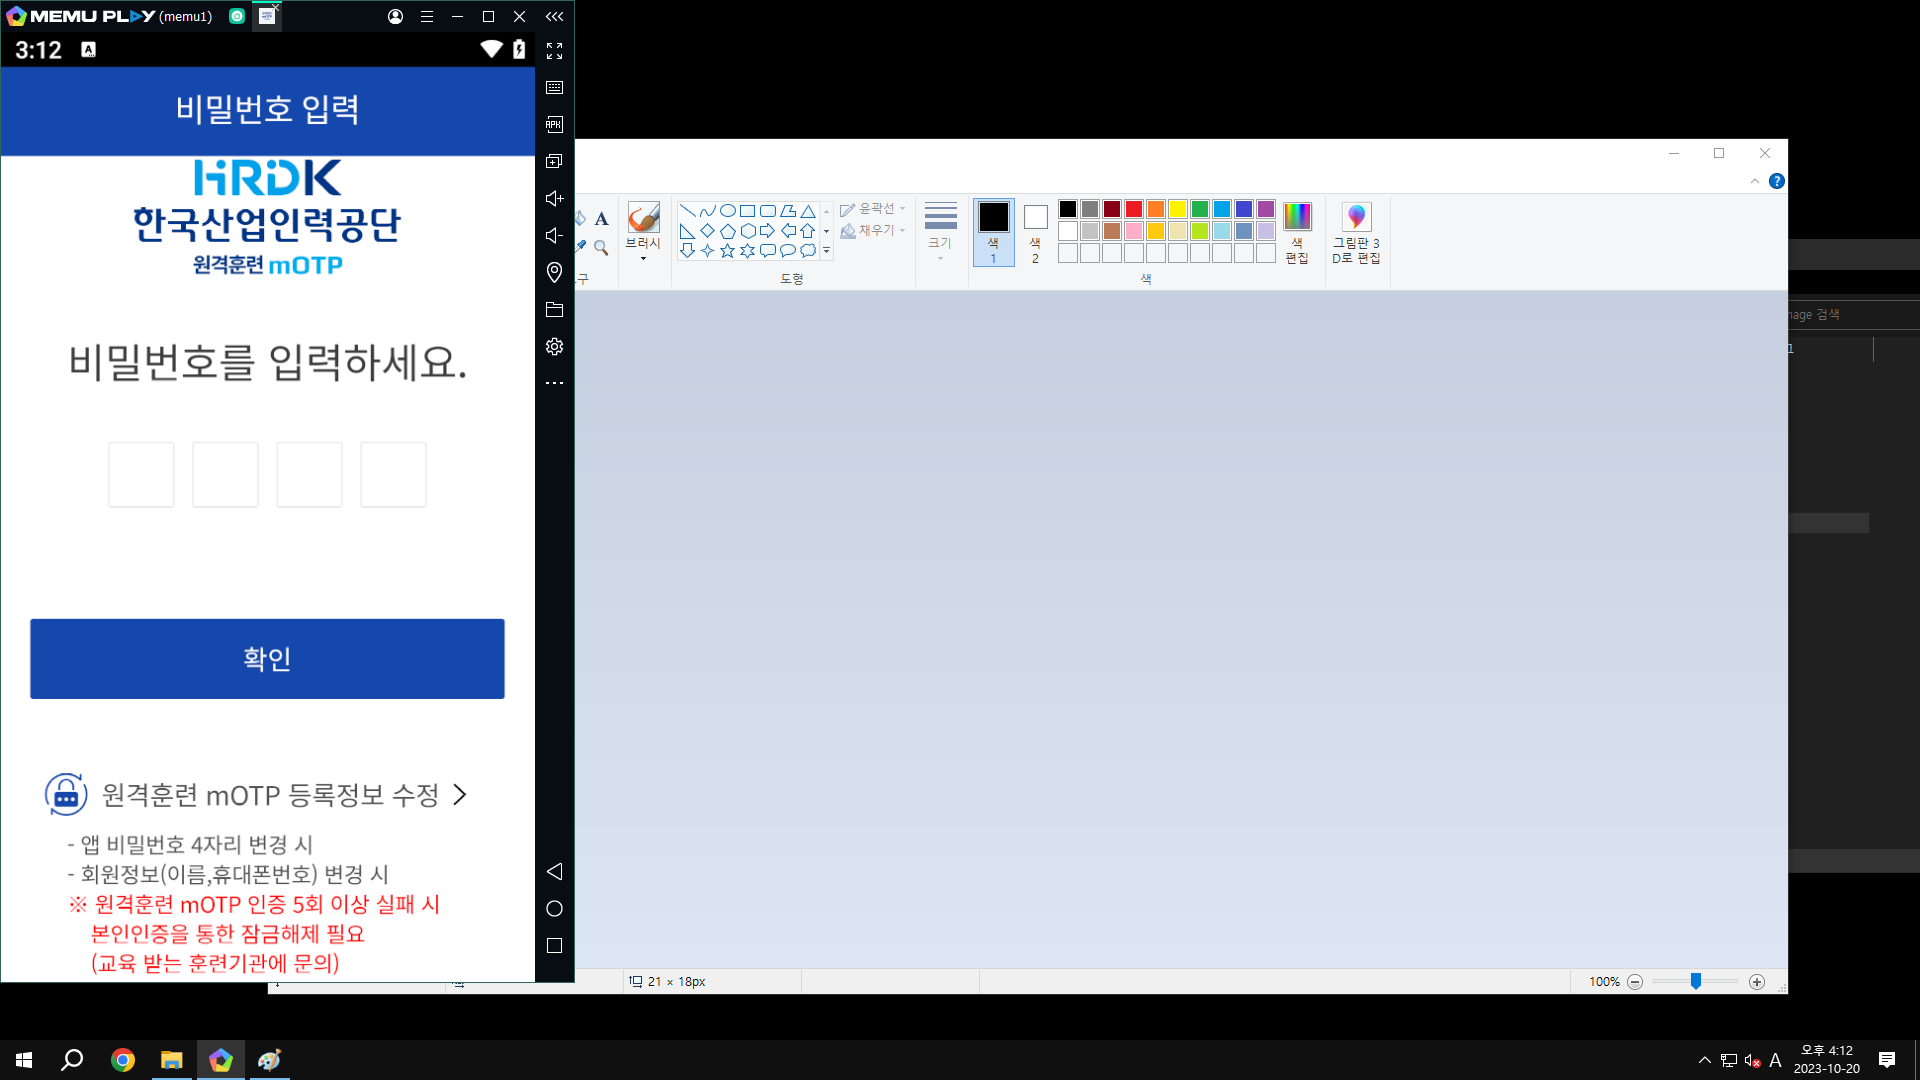 MEMU PLAY (memu1)
3:12
비밀번호 입력
HRDK
한국산업인력공단
원격훈련 mOTP
비밀번호를 입력하세요.
확인
원격훈련 mOTP 등록정보 수정
- 앱 비밀번호 4자리 변경 시
- 회원정보(이름,휴대폰번호) 변경 시
※ 원격훈련 mOTP 인증 5회 이상 실패 시
본인인증을 통한 잠금해제 필요
(교육 받는 훈련기관에 문의)
APK
A
브러시
윤곽선
채우기
도형
크기
색
1
색
2
색
편집
그림판 3
D로 편집
색
image 검색
21 × 18px
100%
A
오후 4:12
2023-10-20